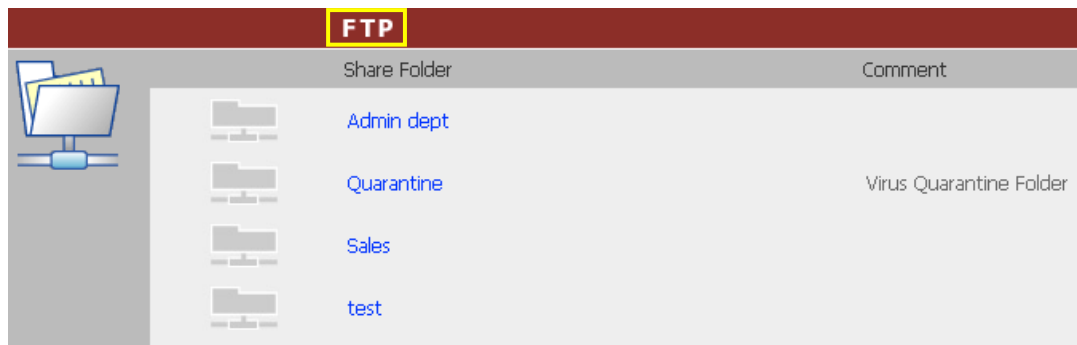 FTP
Share Folder Comment
Admin dept
Quarantine Virus Quarantine Folder
Sales
test